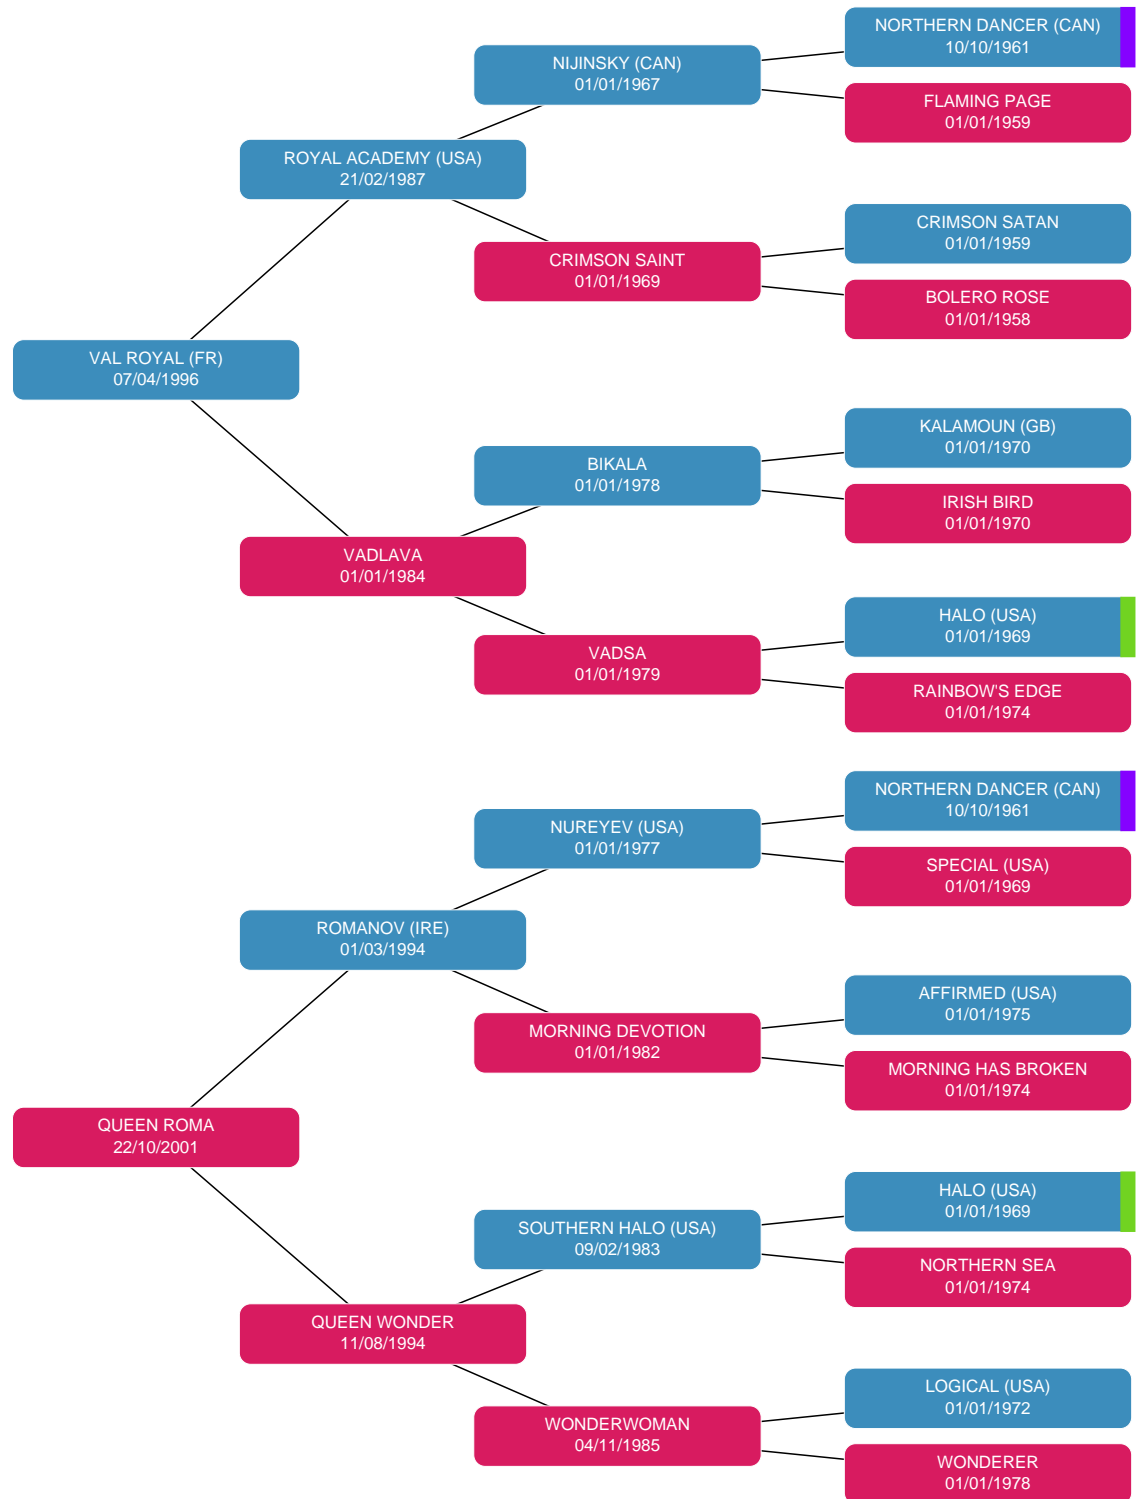 NORTHERN DANCER (CAN)
10/10/1961
NIJINSKY (CAN)
01/01/1967
FLAMING PAGE
01/01/1959
ROYAL ACADEMY (USA)
21/02/1987
CRIMSON SATAN
01/01/1959
CRIMSON SAINT
01/01/1969
BOLERO ROSE
01/01/1958
VAL ROYAL (FR)
07/04/1996
KALAMOUN (GB)
01/01/1970
BIKALA
01/01/1978
IRISH BIRD
01/01/1970
VADLAVA
01/01/1984
HALO (USA)
01/01/1969
VADSA
01/01/1979
RAINBOW'S EDGE
01/01/1974
NORTHERN DANCER (CAN)
10/10/1961
NUREYEV (USA)
01/01/1977
SPECIAL (USA)
01/01/1969
ROMANOV (IRE)
01/03/1994
AFFIRMED (USA)
01/01/1975
MORNING DEVOTION
01/01/1982
MORNING HAS BROKEN
01/01/1974
QUEEN ROMA
22/10/2001
HALO (USA)
01/01/1969
SOUTHERN HALO (USA)
09/02/1983
NORTHERN SEA
01/01/1974
QUEEN WONDER
11/08/1994
LOGICAL (USA)
01/01/1972
WONDERWOMAN
04/11/1985
WONDERER
01/01/1978